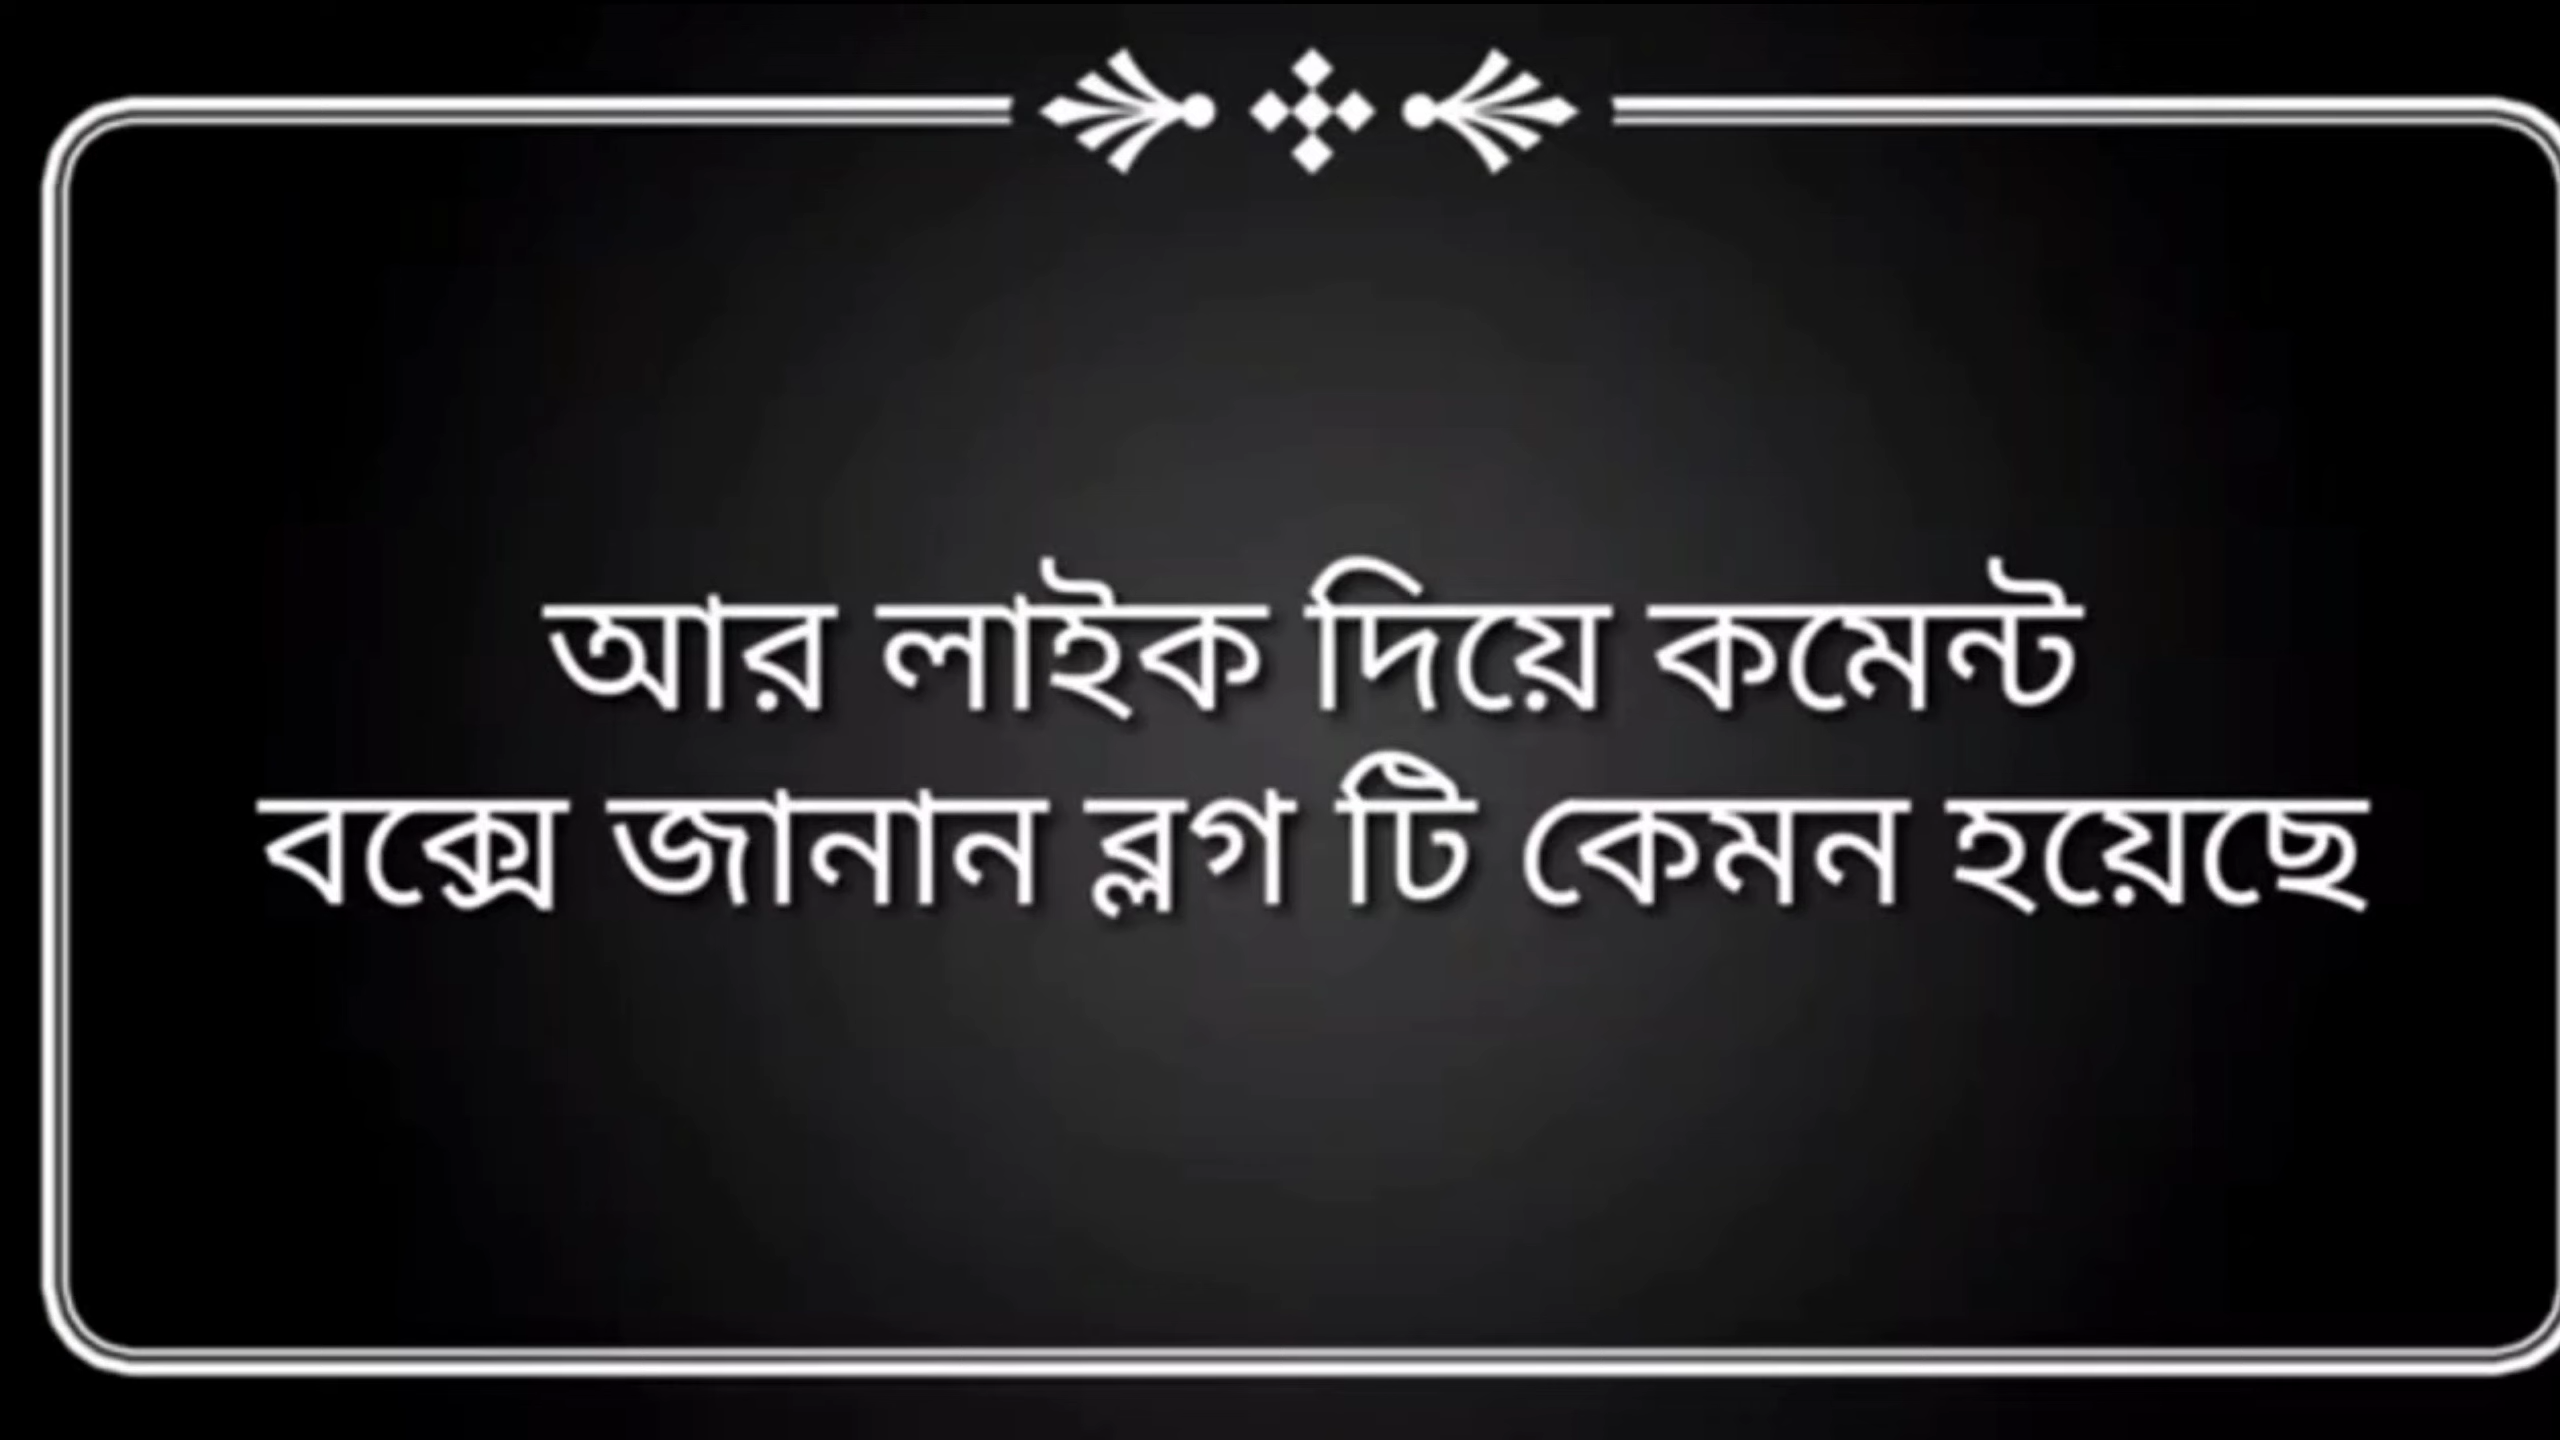 আর লাইক দিয়ে কমেন্ট
বক্সে জানান ব্লগ টি কেমন হয়েছে